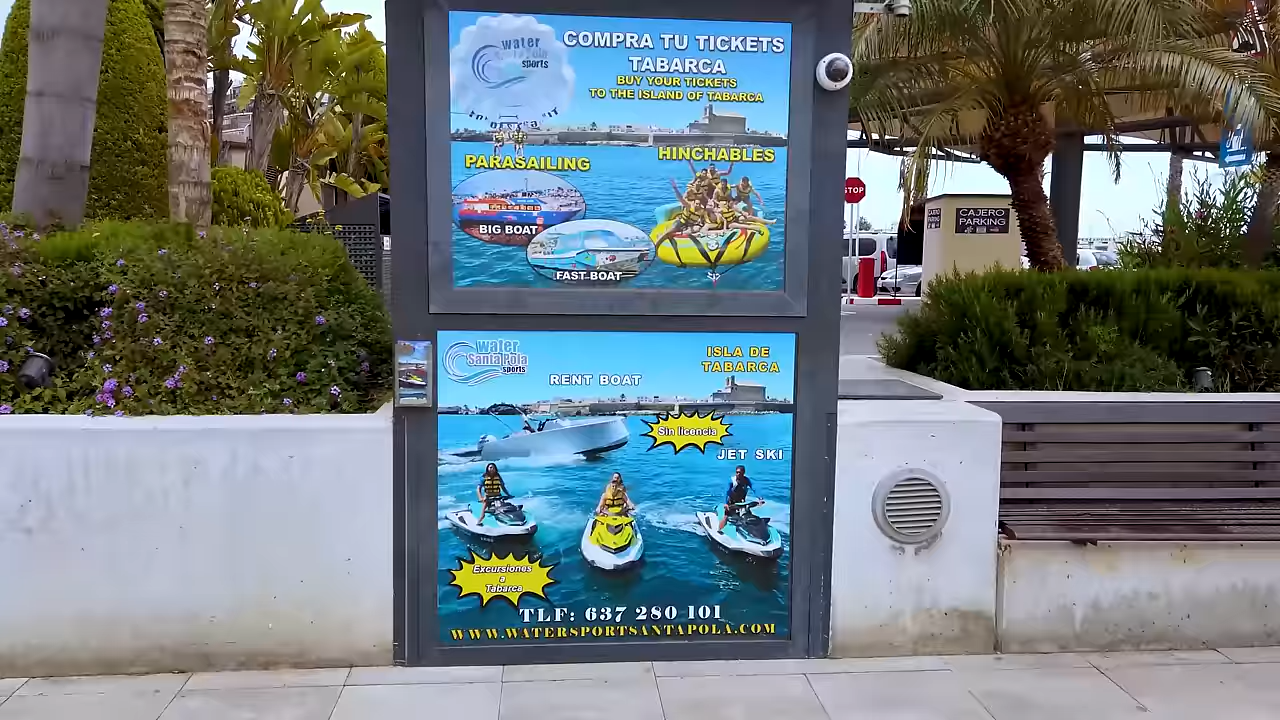 water
Santa Pola
sports
COMPRA TU TICKETS
TABARCA
BUY YOUR TICKETS
TO THE ISLAND OF TABARCA
PARASAILING
HINCHABLES
BIG BOAT
FAST BOAT
water
Santa Pola
sports
ISLA DE
TABARCA
RENT BOAT
Sin licencia
JET SKI
Excursiones
a
Tabarca
TLF: 637 280 101
WWW.WATERSPORTSANTAPOLA.COM
STOP
CAJERO
PARKING
CAJERO
PARKING